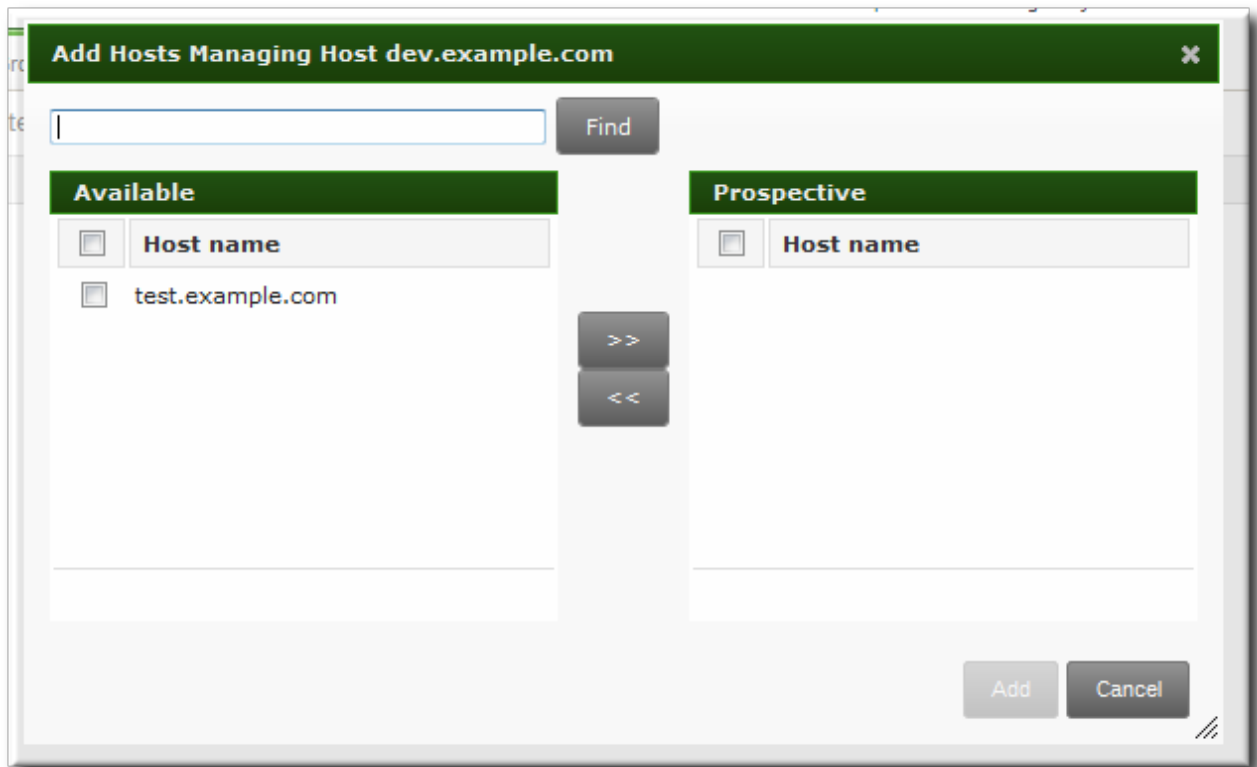 Add Hosts Managing Host dev.example.com
Find
Available
Prospective
Host name
Host name
test.example.com
>>
<<
Add
Cancel